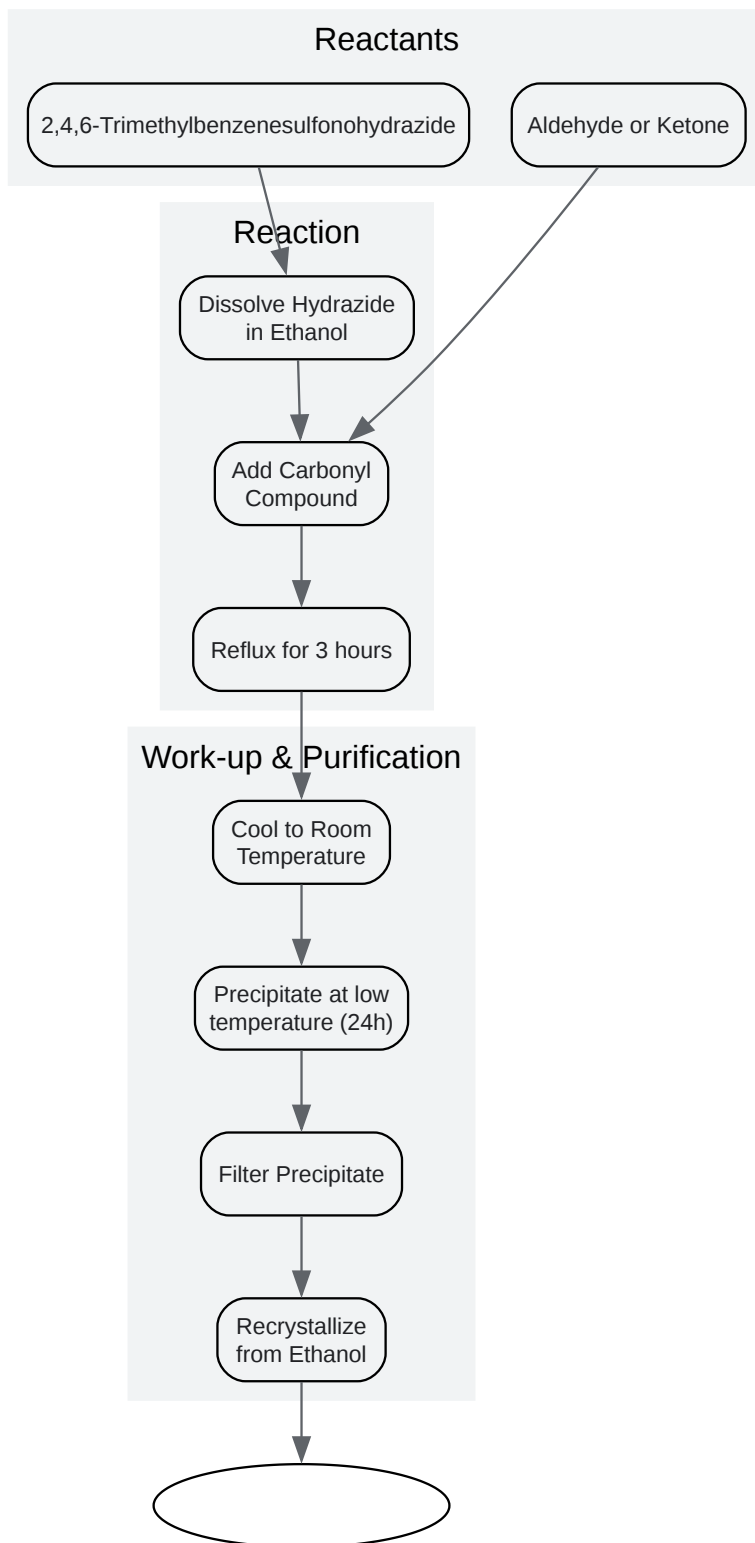 Reactants
2,4,6-Trimethylbenzenesulfonohydrazide
Aldehyde or Ketone
Reaction
Dissolve Hydrazide
in Ethanol
Add Carbonyl
Compound
Reflux for 3 hours
Work-up & Purification
Cool to Room
Temperature
Precipitate at low
temperature (24h)
Filter Precipitate
Recrystallize
from Ethanol